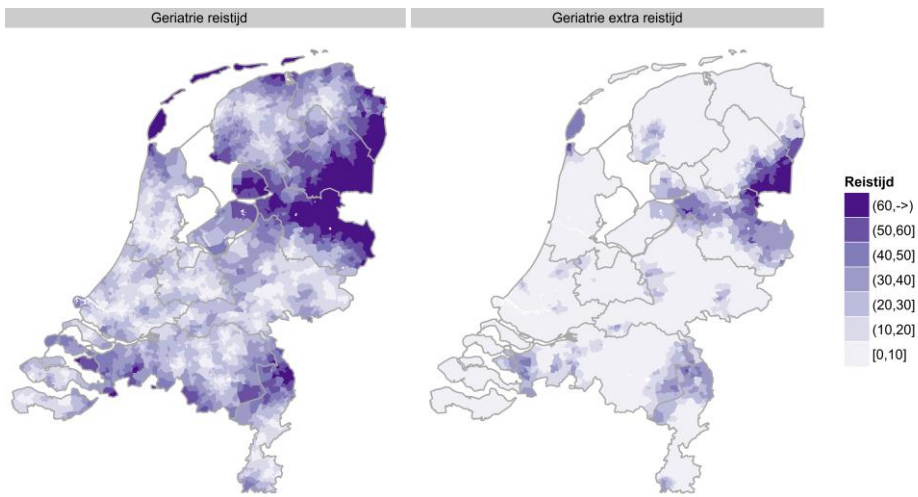 Geriatrie reistijd
Geriatrie extra reistijd
Reistijd
(60,->)
(50,60]
(40,50]
(30,40]
(20,30]
(10,20]
[0,10]